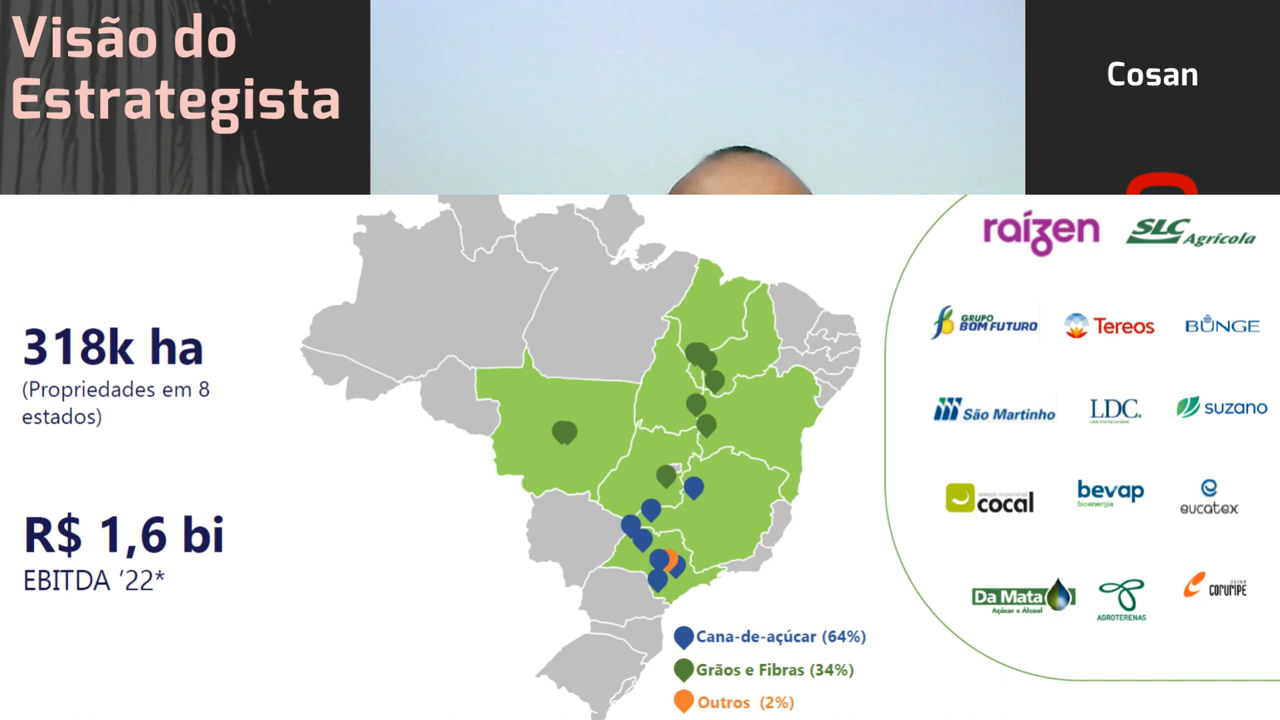 Visão do
Estrategista
Cosan
318k ha
(Propriedades em 8
estados)
R$ 1,6 bi
EBITDA ’22*
Cana-de-açúcar (64%)
Grãos e Fibras (34%)
Outros (2%)
raízen
SLC Agrícola
GRUPO
BOM FUTURO
Tereos
BUNGE
São Martinho
LDC.
suzano
cocal
bevap
bioenergia
eucatex
Da Mata
Açúcar e Álcool
AGROTERENAS
USINA
CORURIPE